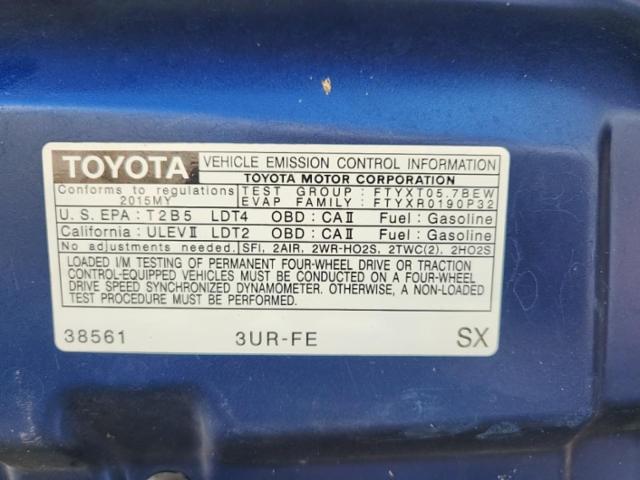 TOYOTA VEHICLE EMISSION CONTROL INFORMATION
TOYOTA MOTOR CORPORATION
Conforms to regulations TEST GROUP : FTYXT05.7BEW
2015MY EVAP FAMILY : FTYXR0190P32
U.S. EPA : T2B5 LDT4 OBD : CAⅡ Fuel : Gasoline
California : ULEVⅡ LDT2 OBD : CAⅡ Fuel : Gasoline
No adjustments needed. SFI, 2AIR, 2WR-HO2S, 2TWC(2), 2HO2S
LOADED I/M TESTING OF PERMANENT FOUR-WHEEL DRIVE OR TRACTION
CONTROL-EQUIPPED VEHICLES MUST BE CONDUCTED ON A FOUR-WHEEL
DRIVE SPEED SYNCHRONIZED DYNAMOMETER. OTHERWISE, A NON-LOADED
TEST PROCEDURE MUST BE PERFORMED.
38561 3UR-FE SX